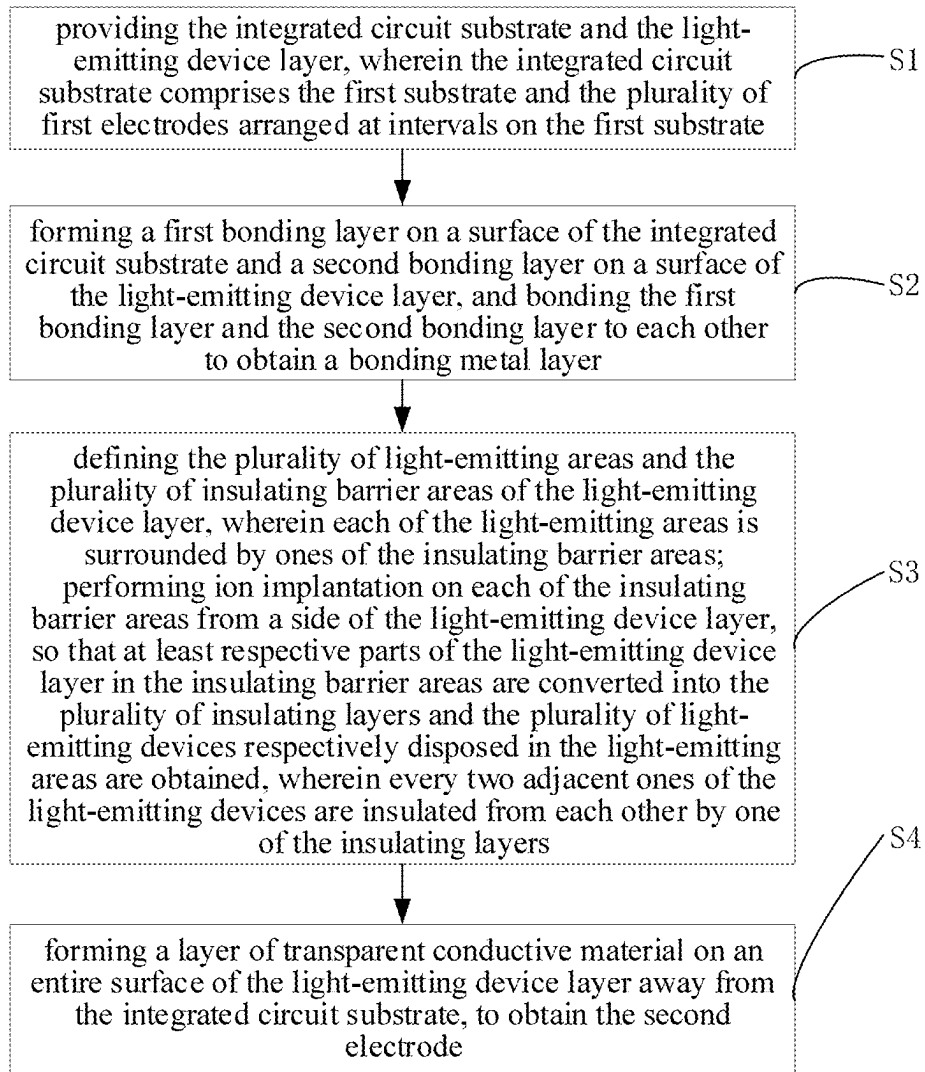 providing the integrated circuit substrate and the light-
emitting device layer, wherein the integrated circuit
substrate comprises the first substrate and the plurality of
first electrodes arranged at intervals on the first substrate
S1
forming a first bonding layer on a surface of the integrated
circuit substrate and a second bonding layer on a surface of
the light-emitting device layer, and bonding the first
bonding layer and the second bonding layer to each other
to obtain a bonding metal layer
S2
defining the plurality of light-emitting areas and the
plurality of insulating barrier areas of the light-emitting
device layer, wherein each of the light-emitting areas is
surrounded by ones of the insulating barrier areas;
performing ion implantation on each of the insulating
barrier areas from a side of the light-emitting device layer,
so that at least respective parts of the light-emitting device
layer in the insulating barrier areas are converted into the
plurality of insulating layers and the plurality of light-
emitting devices respectively disposed in the light-emitting
areas are obtained, wherein every two adjacent ones of the
light-emitting devices are insulated from each other by one
of the insulating layers
S3
forming a layer of transparent conductive material on an
entire surface of the light-emitting device layer away from
the integrated circuit substrate, to obtain the second
electrode
S4